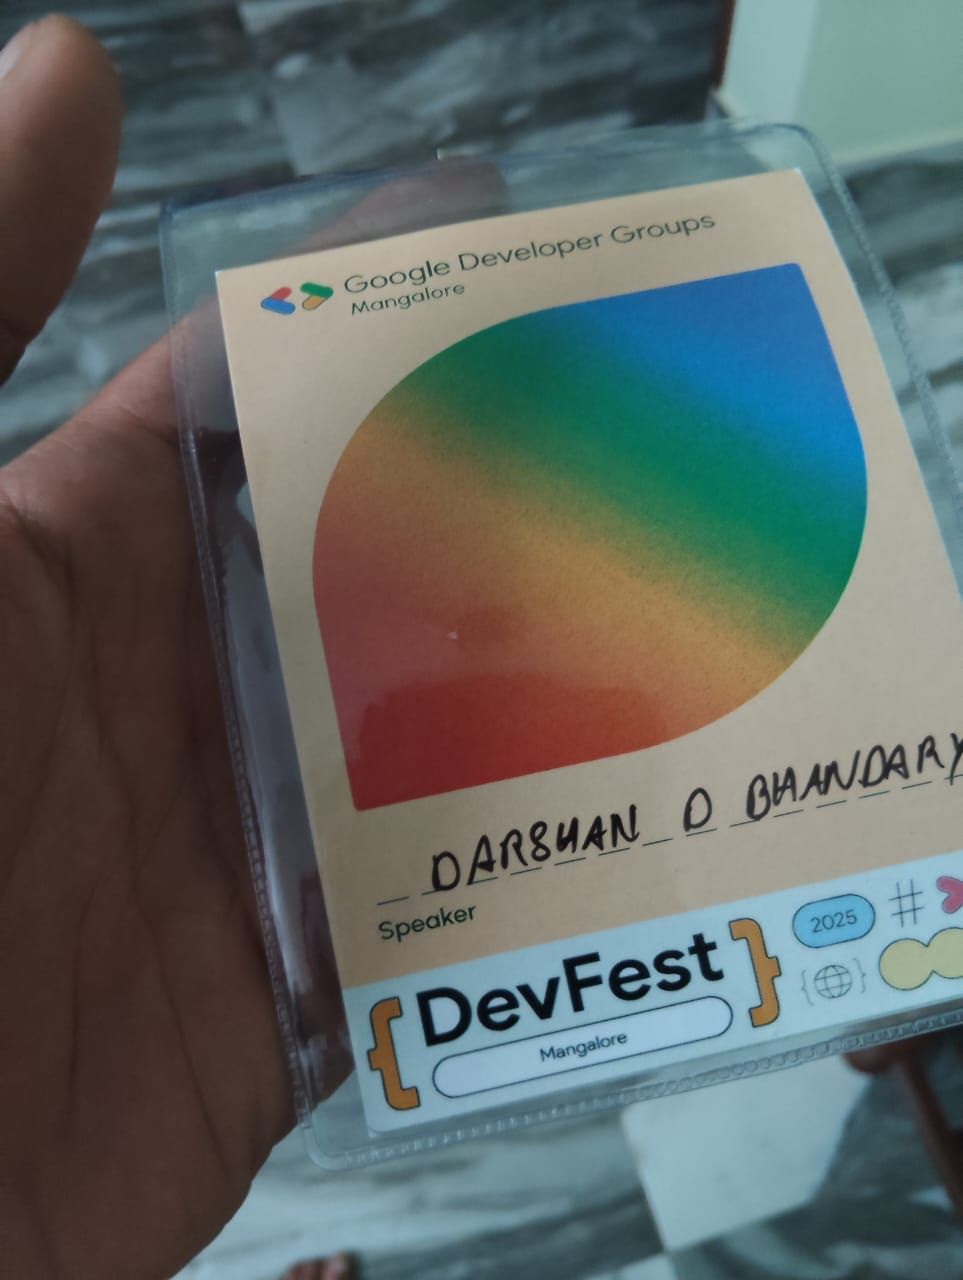 Google Developer Groups
Mangalore
DARSHAN D BHANDARY
Speaker
{ DevFest }
Mangalore
2025
#
{ }